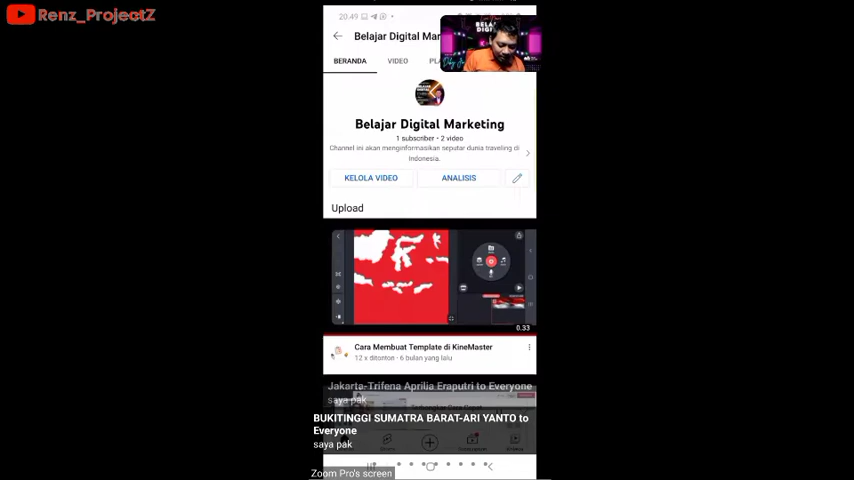 Renz_ProjectZ
20.49
Belajar Digital Mar
BERANDA VIDEO
Belajar Digital Marketing
1 subscriber • 2 video
Channel ini akan menginformasikan seputar dunia traveling di
Indonesia.
KELOLA VIDEO ANALISIS
Upload
0.33
Cara Membuat Template di KineMaster
12 x ditonton • 6 bulan yang lalu
Jakarta-Trifena Aprilia Eraputri to Everyone
saya pak
BUKITINGGI SUMATRA BARAT-ARI YANTO to
Everyone
saya pak
Zoom Pro's screen